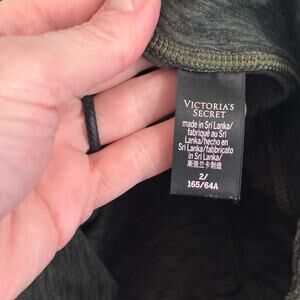 VICTORIA'S
SECRET
made in Sri Lanka/
fabriqué au Sri
Lanka/hecho en
Sri Lanka/fabbricato
in Sri Lanka/
斯里兰卡制造
2/
165/64A